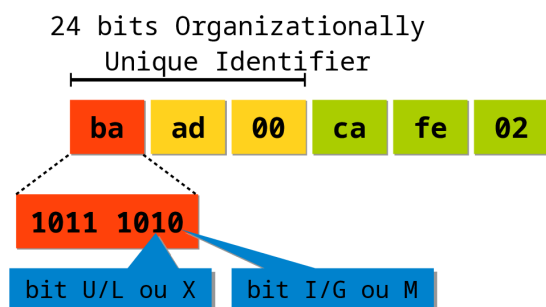 24 bits Organizationally
Unique Identifier
ba ad 00 ca fe 02
1011 1010
bit U/L ou X bit I/G ou M